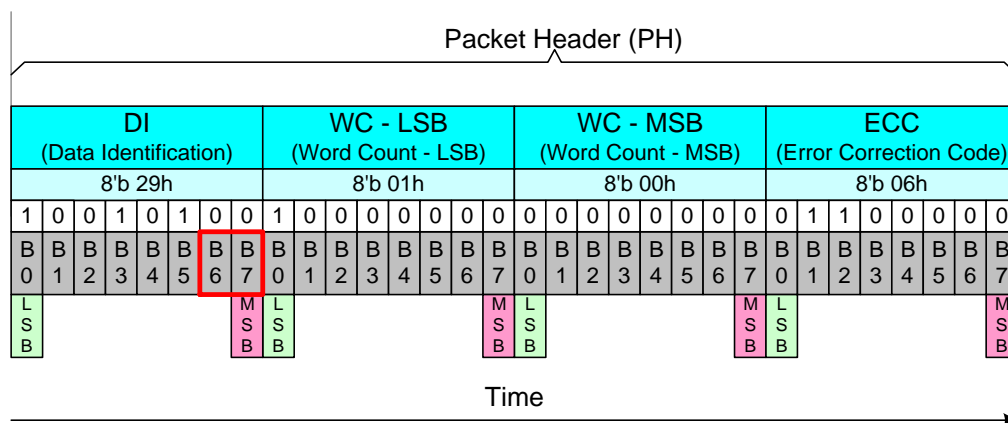 Packet Header (PH)
DI WC - LSB WC - MSB ECC
(Data Identification) (Word Count - LSB) (Word Count - MSB) (Error Correction Code)
8'b 29h 8'b 01h 8'b 00h 8'b 06h
1 0 0 1 0 1 0 0 1 0 0 0 0 0 0 0 0 0 0 0 0 0 0 0 0 1 1 0 0 0 0 0
B B B B B B B B B B B B B B B B B B B B B B B B B B B B B B B B
0 1 2 3 4 5 6 7 0 1 2 3 4 5 6 7 0 1 2 3 4 5 6 7 0 1 2 3 4 5 6 7
L M L M L M L M
S S S S S S S S
B B B B B B B B
Time